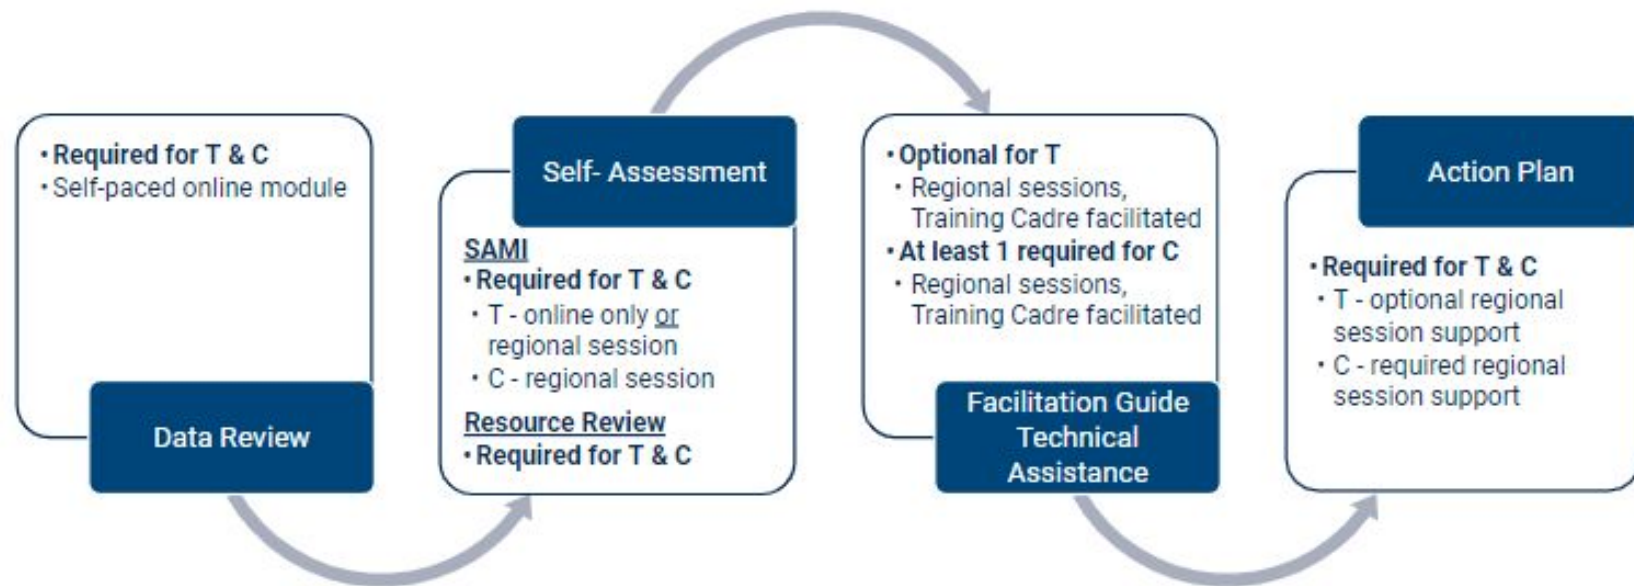 • Required for T & C
• Self-paced online module
Data Review
Self- Assessment
SAMI
• Required for T & C
• T - online only or
regional session
• C - regional session
Resource Review
• Required for T & C
• Optional for T
• Regional sessions,
Training Cadre facilitated
• At least 1 required for C
• Regional sessions,
Training Cadre facilitated
Facilitation Guide
Technical
Assistance
Action Plan
• Required for T & C
• T - optional regional
session support
• C - required regional
session support